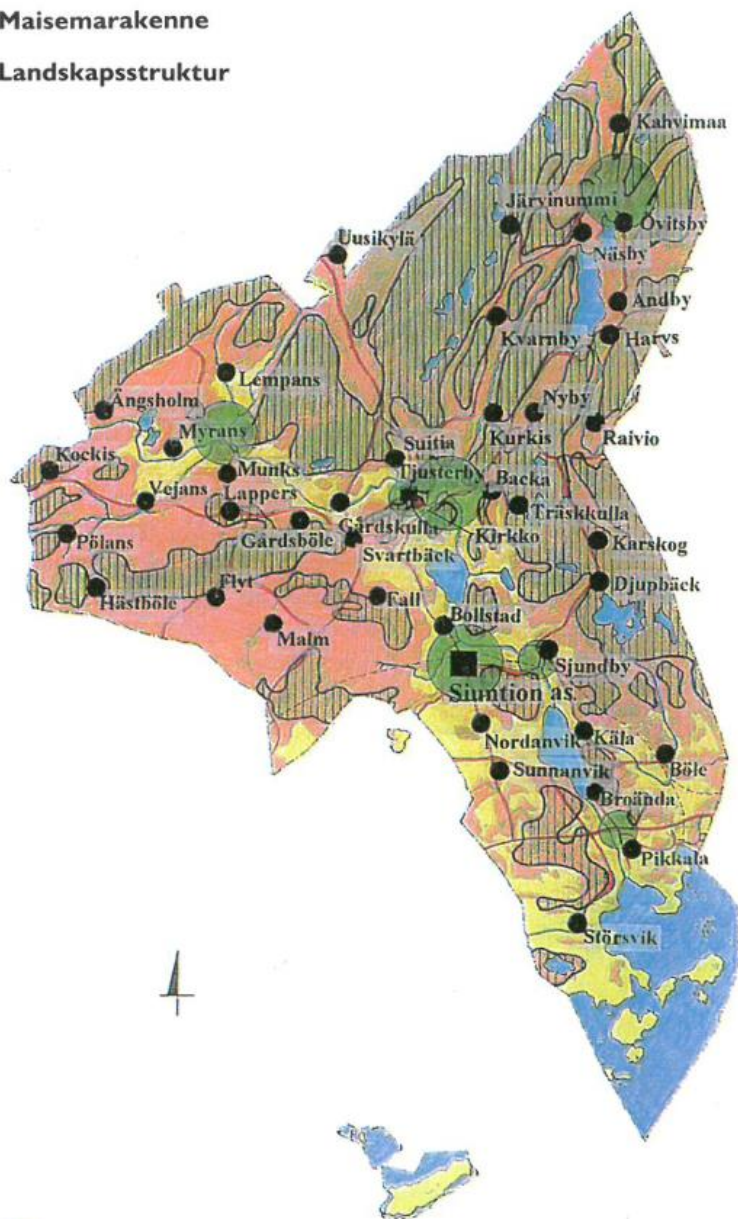 Maisemarakenne
Landskapsstruktur
Kahvimaa
Järvinummi
Övitsby
Uusikylä
Näsby
Andby
Kvarnby
Harvs
Lempans
Ängsholm
Nyby
Myrans
Kurkis
Raivio
Suitia
Kockis
Munks
Tjusterby
Backa
Vejans
Lappers
Träskkulla
Gårdskulla
Kirkko
Pölans
Gårdsböle
Svartbäck
Karskog
Hästböle
Flyt
Fall
Djupbäck
Malm
Bollstad
Sjundby
Siuntion as.
Nordanvik
Käla
Sunnanvik
Böle
Broända
Pikkala
Störsvik